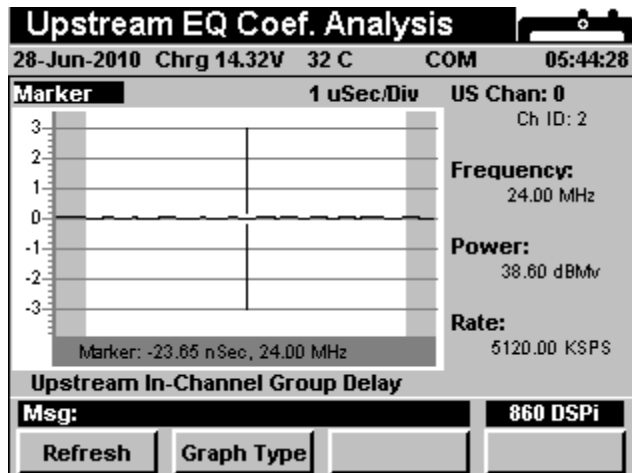 Upstream EQ Coef. Analysis
28-Jun-2010 Chrg 14.32V 32 C COM 05:44:28
Marker 1 uSec/Div US Chan: 0
Ch ID: 2
3
2
1
0
-1
-2
-3
Frequency:
24.00 MHz
Power:
38.60 dBMv
Rate:
5120.00 KSPS
Marker: -23.65 nSec, 24.00 MHz
Upstream In-Channel Group Delay
Msg: 860 DSPi
Refresh Graph Type